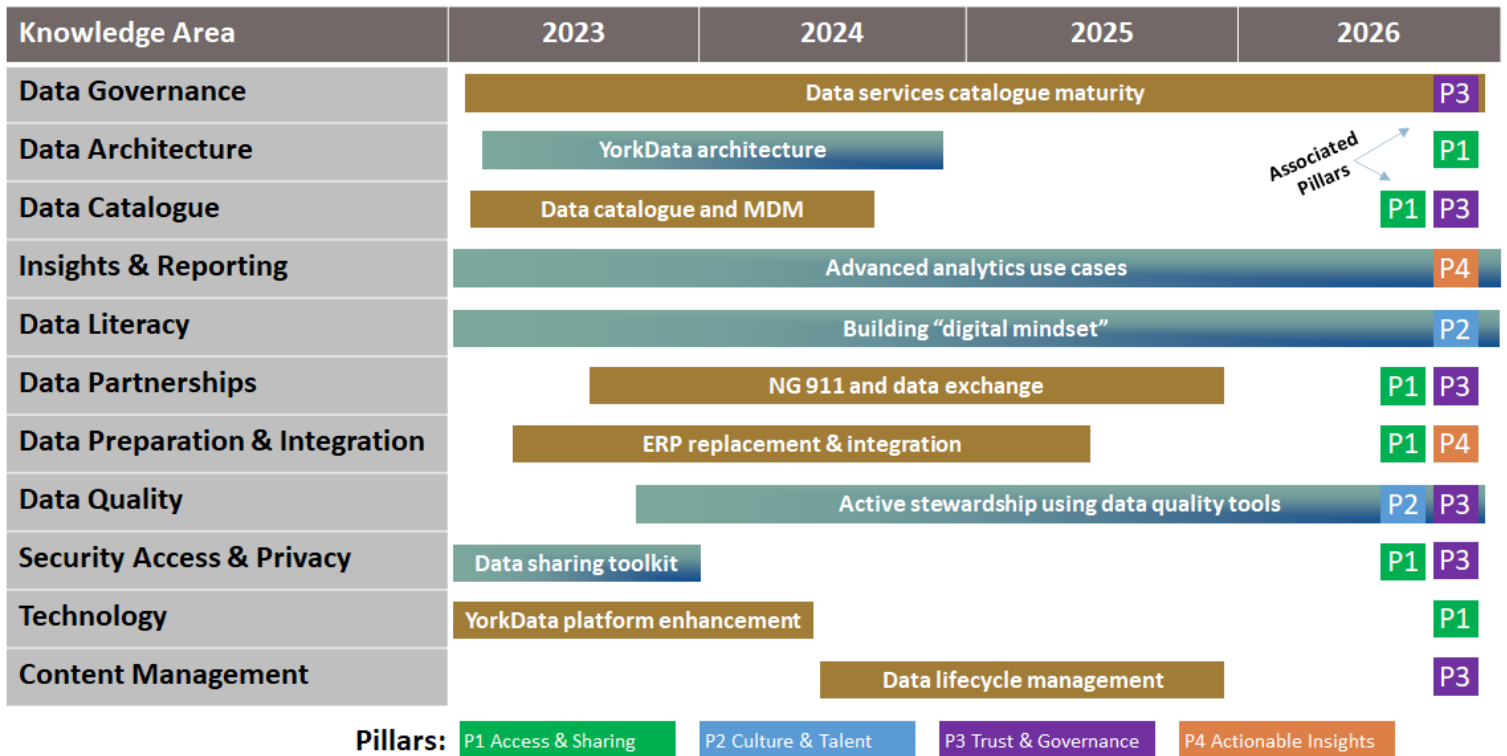 Knowledge Area 2023 2024 2025 2026
Data Governance Data services catalogue maturity P3
Data Architecture YorkData architecture P1
Associated
Pillars
Data Catalogue Data catalogue and MDM P1 P3
Insights & Reporting Advanced analytics use cases P4
Data Literacy Building “digital mindset” P2
Data Partnerships NG 911 and data exchange P1 P3
Data Preparation & Integration ERP replacement & integration P1 P4
Data Quality Active stewardship using data quality tools P2 P3
Security Access & Privacy Data sharing toolkit P1 P3
Technology YorkData platform enhancement P1
Content Management Data lifecycle management P3
Pillars: P1 Access & Sharing P2 Culture & Talent P3 Trust & Governance P4 Actionable Insights